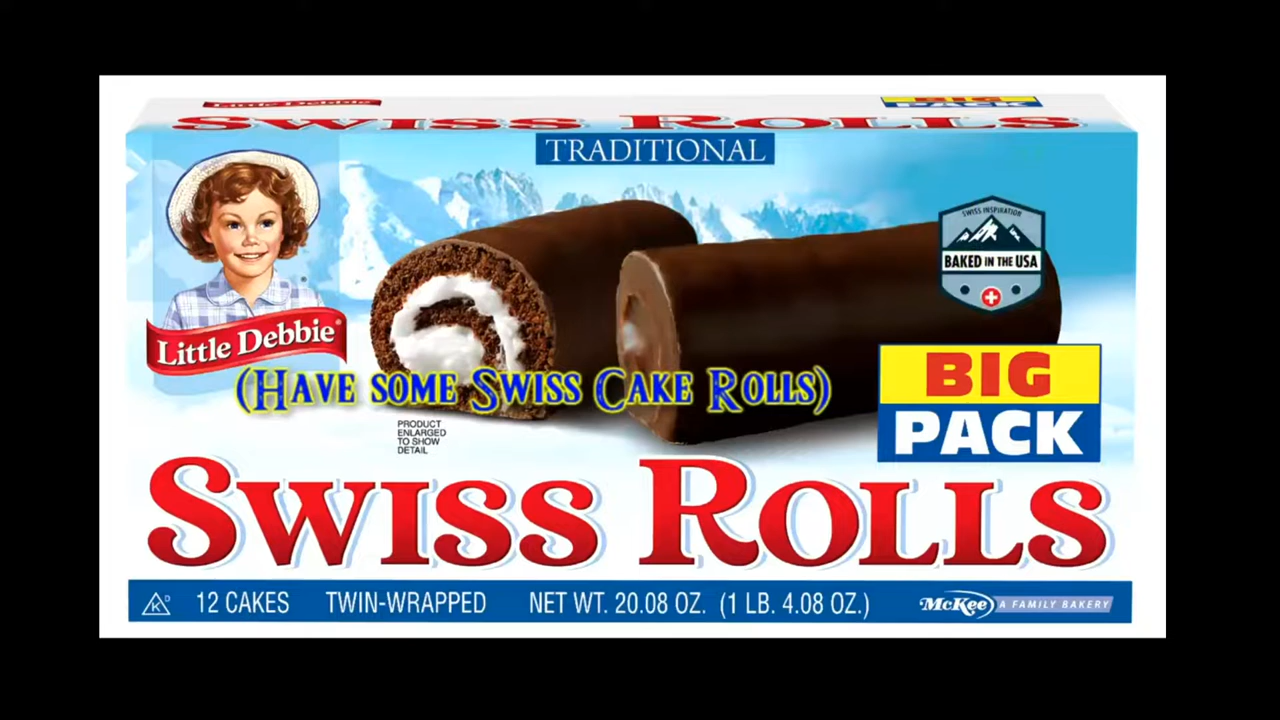 Little Debbie
BIG
PACK
SWISS ROLLS
TRADITIONAL
SWISS INSPIRATION
BAKED IN THE USA
Little Debbie®
(HAVE SOME SWISS CAKE ROLLS)
BIG
PACK
PRODUCT
ENLARGED
TO SHOW
DETAIL
SWISS ROLLS
K D 12 CAKES TWIN-WRAPPED NET WT. 20.08 OZ. (1 LB. 4.08 OZ.) McKee A FAMILY BAKERY